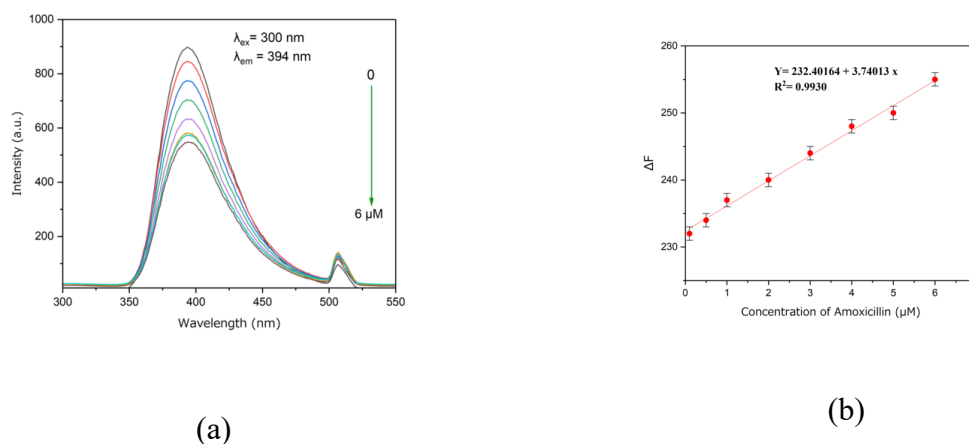 1000
800
600
400
200
300
350
400
450
500
550
Intensity (a.u.)
Wavelength (nm)
λex= 300 nm
λem= 394 nm
0
6 µM
(a)
260
250
240
230
0
1
2
3
4
5
6
ΔF
Concentration of Amoxicillin (µM)
Y= 232.40164 + 3.74013 x
R²= 0.9930
(b)